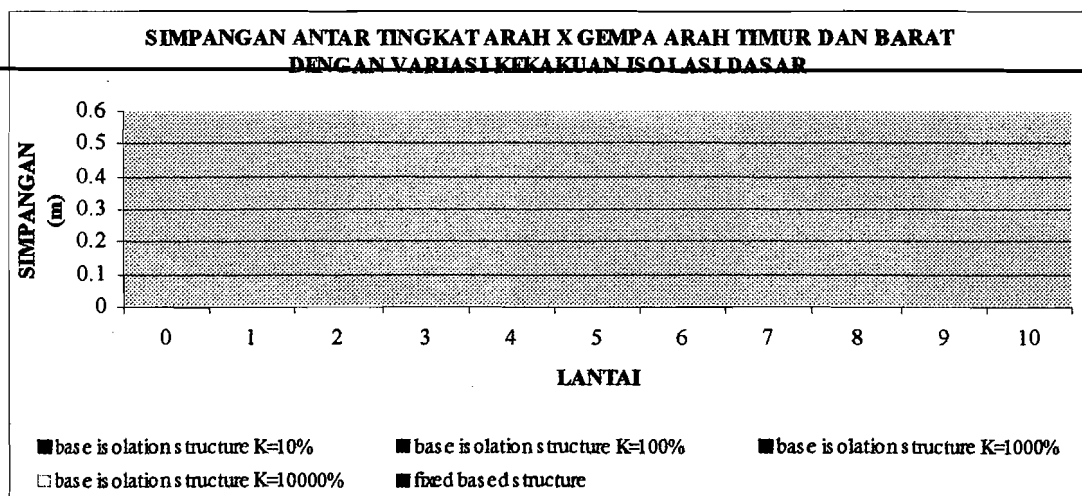 SIMPANGAN ANTAR TINGKAT ARAH X GEMPA ARAH TIMUR DAN BARAT
DENGAN VARIASI KEKAKUAN ISOLASI DASAR
SIMPANGAN
(m)
0.6
0.5
0.4
0.3
0.2
0.1
0
0 1 2 3 4 5 6 7 8 9 10
LANTAI
base isolation structure K=10% base isolation structure K=100% base isolation structure K=1000%
base isolation structure K=10000% fixed based structure